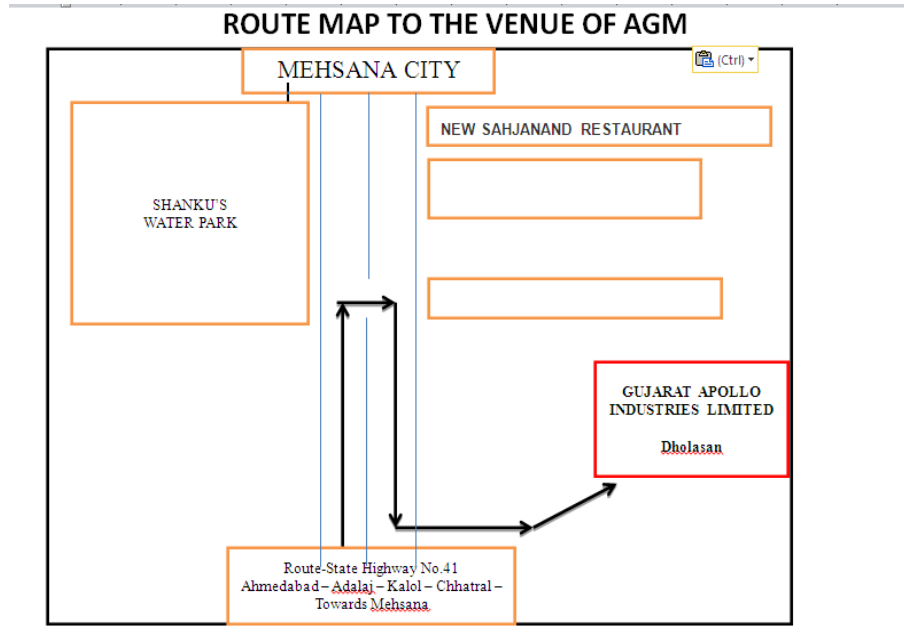 ROUTE MAP TO THE VENUE OF AGM
(Ctrl)
MEHSANA CITY
NEW SAHJANAND RESTAURANT
SHANKU'S
WATER PARK
GUJARAT APOLLO
INDUSTRIES LIMITED
Dholasan
Route-State Highway No.41
Ahmedabad – Adalaj – Kalol – Chhatral –
Towards Mehsana